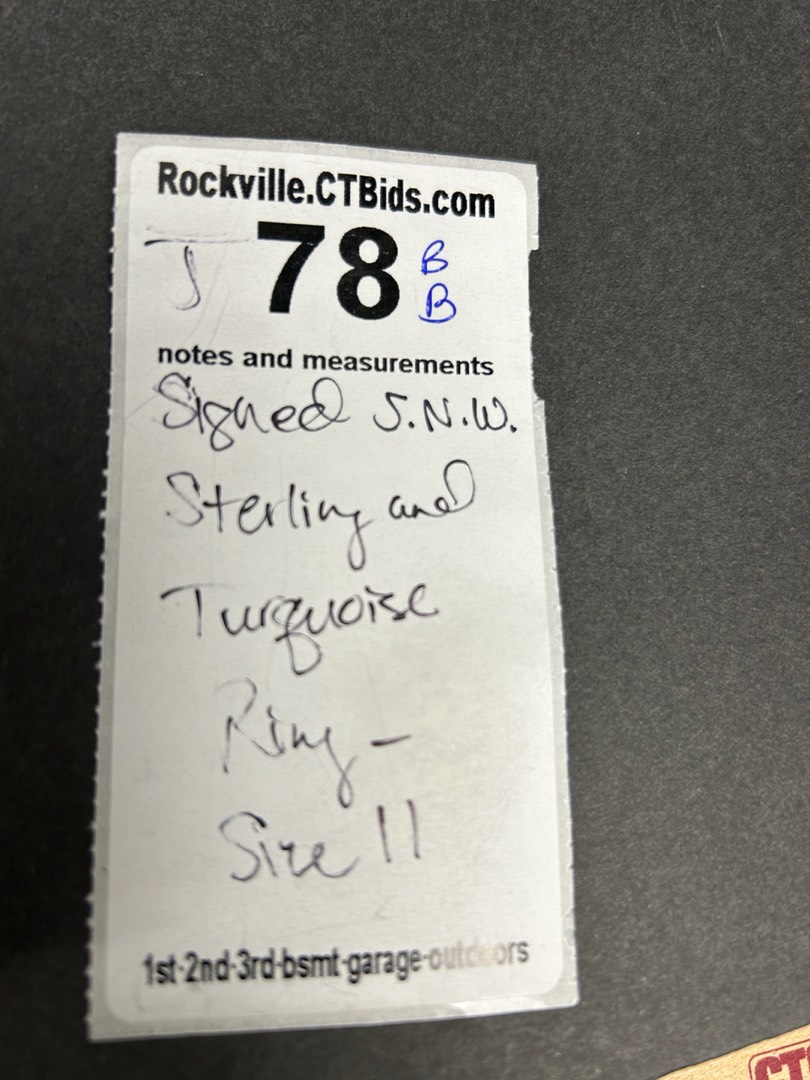 Rockville.CTBids.com
J 78 B
B
notes and measurements
Signed S.N.W.
Sterling and
Turquoise
Ring -
Size 11
1st-2nd-3rd-bsmt-garage-outdoors